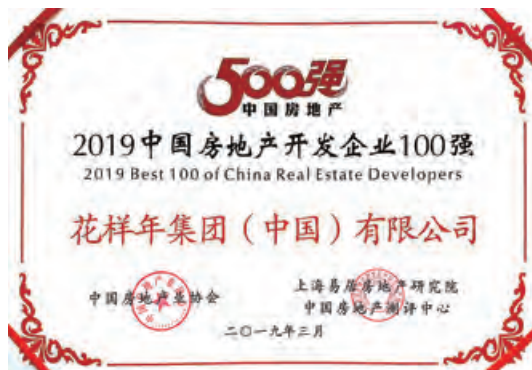 500强
中国房地产
2019中国房地产开发企业100强
2019 Best 100 of China Real Estate Developers
花样年集团（中国）有限公司
中国房地产业协会
上海易居房地产研究院
中国房地产测评中心
二〇一九年三月